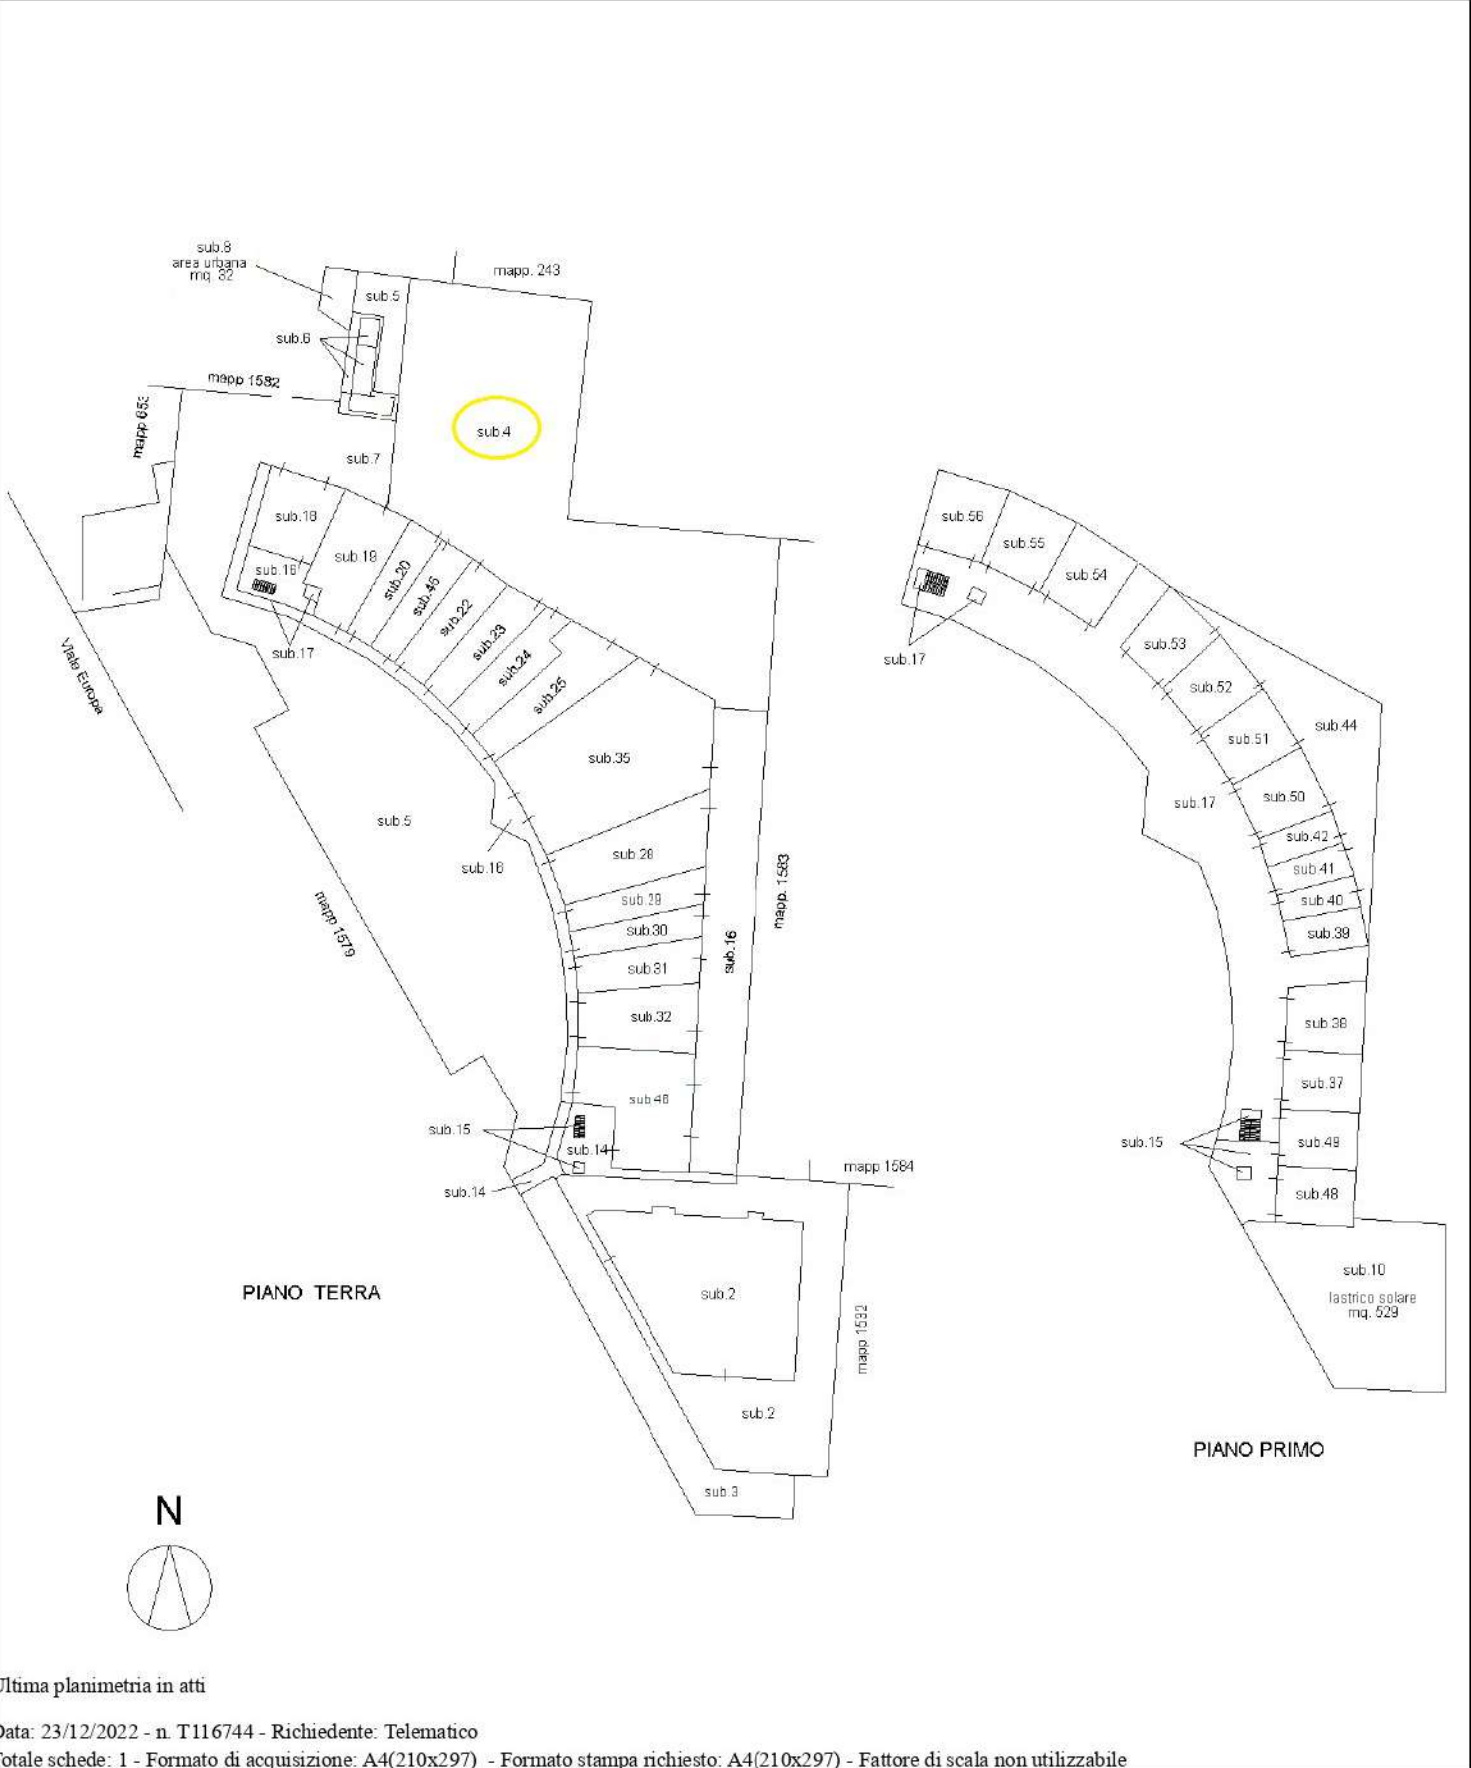 sub.8
area urbana
mq 32
mapp. 243
sub.5
sub.6
mapp 1582
mapp 653
sub.4
sub.7
sub.18
sub.19
sub.16
sub.20
sub.45
sub.22
sub.23
sub.24
sub.25
sub.17
Viale Europa
sub.35
sub.5
sub.16
sub.28
sub.29
sub.30
sub.31
sub.32
sub.16
mapp. 1583
mapp 1579
sub.46
sub.15
sub.14
sub.14
mapp 1584
sub.2
mapp 1532
sub.2
sub.3
PIANO TERRA
sub.56
sub.55
sub.54
sub.17
sub.53
sub.52
sub.51
sub.44
sub.50
sub.17
sub.42
sub.41
sub.40
sub.39
sub.38
sub.37
sub.15
sub.49
sub.48
sub.10
lastrico solare
mq. 529
PIANO PRIMO
N
Ultima planimetria in atti
Data: 23/12/2022 - n. T116744 - Richiedente: Telematico
Totale schede: 1 - Formato di acquisizione: A4(210x297) - Formato stampa richiesto: A4(210x297) - Fattore di scala non utilizzabile